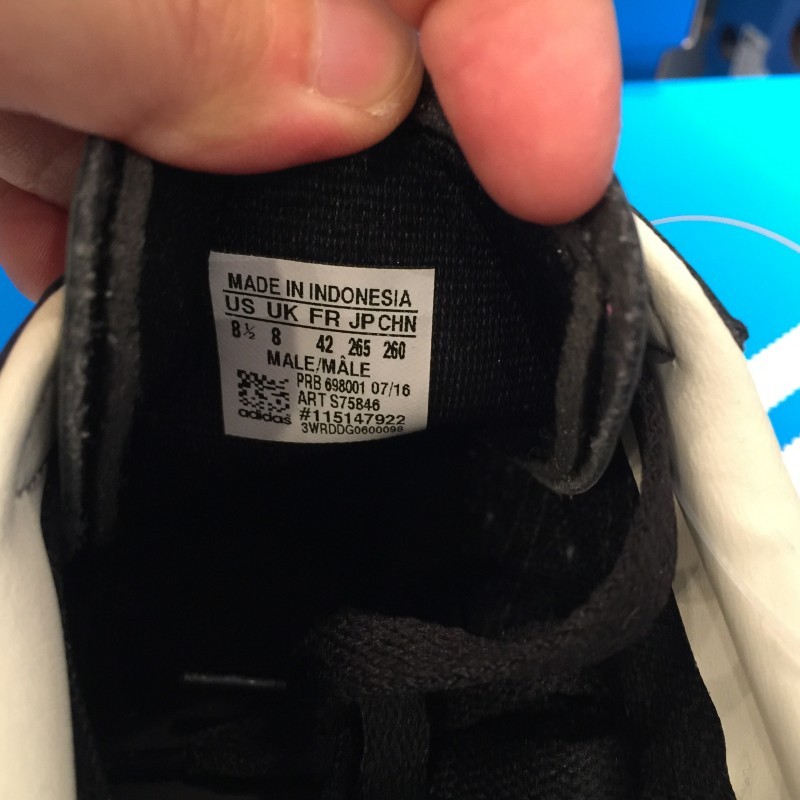 MADE IN INDONESIA
US UK FR JP CHN
8½ 8 42 265 260
MALE/MÂLE
PRB 698001 07/16
ART S75846
adidas #115147922
3WRDDG0600098